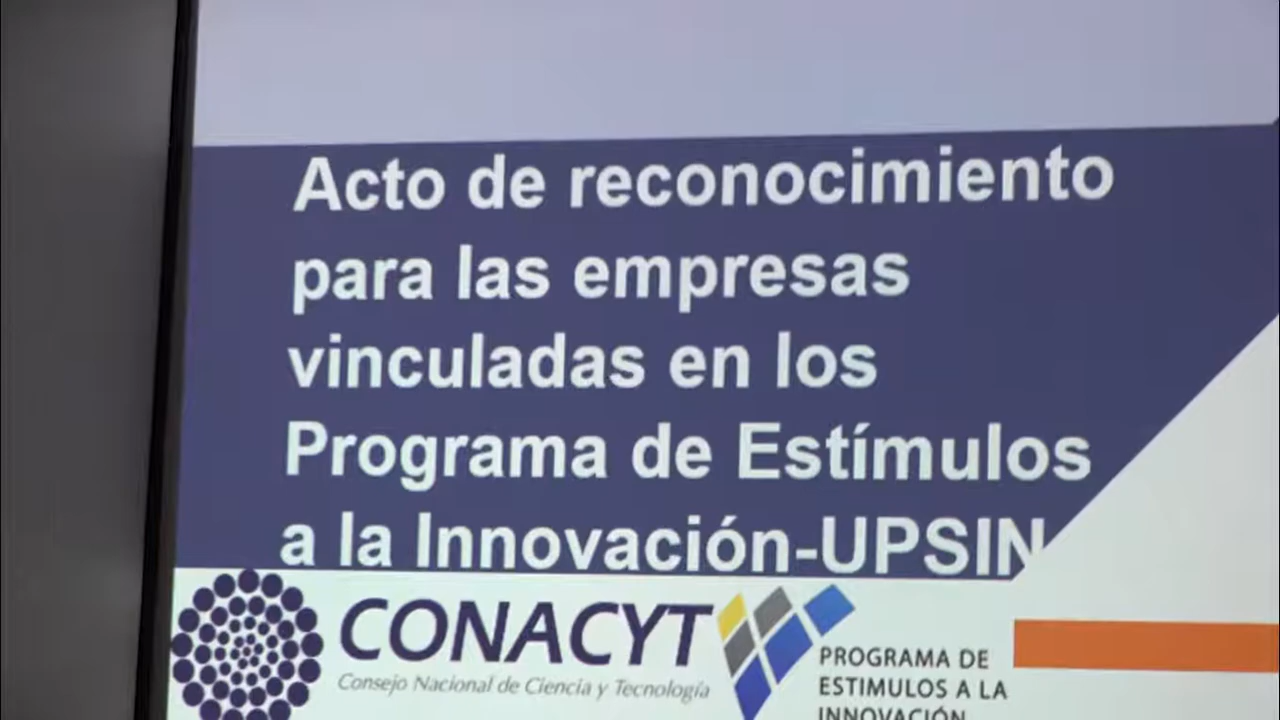 Acto de reconocimiento
para las empresas
vinculadas en los
Programa de Estímulos
a la Innovación-UPSIN
CONACYT
Consejo Nacional de Ciencia y Tecnología
PROGRAMA DE
ESTIMULOS A LA
INNOVACIÓN